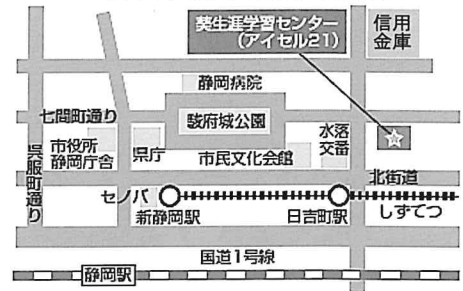 葵生涯学習センター
(アイセル21)
信用
金庫
静岡病院
七間町通り
駿府城公園
水落
交番
市役所
静岡庁舎
県庁
市民文化会館
呉服町通り
北街道
セノバ
新静岡駅
日吉町駅
しずてつ
国道1号線
静岡駅